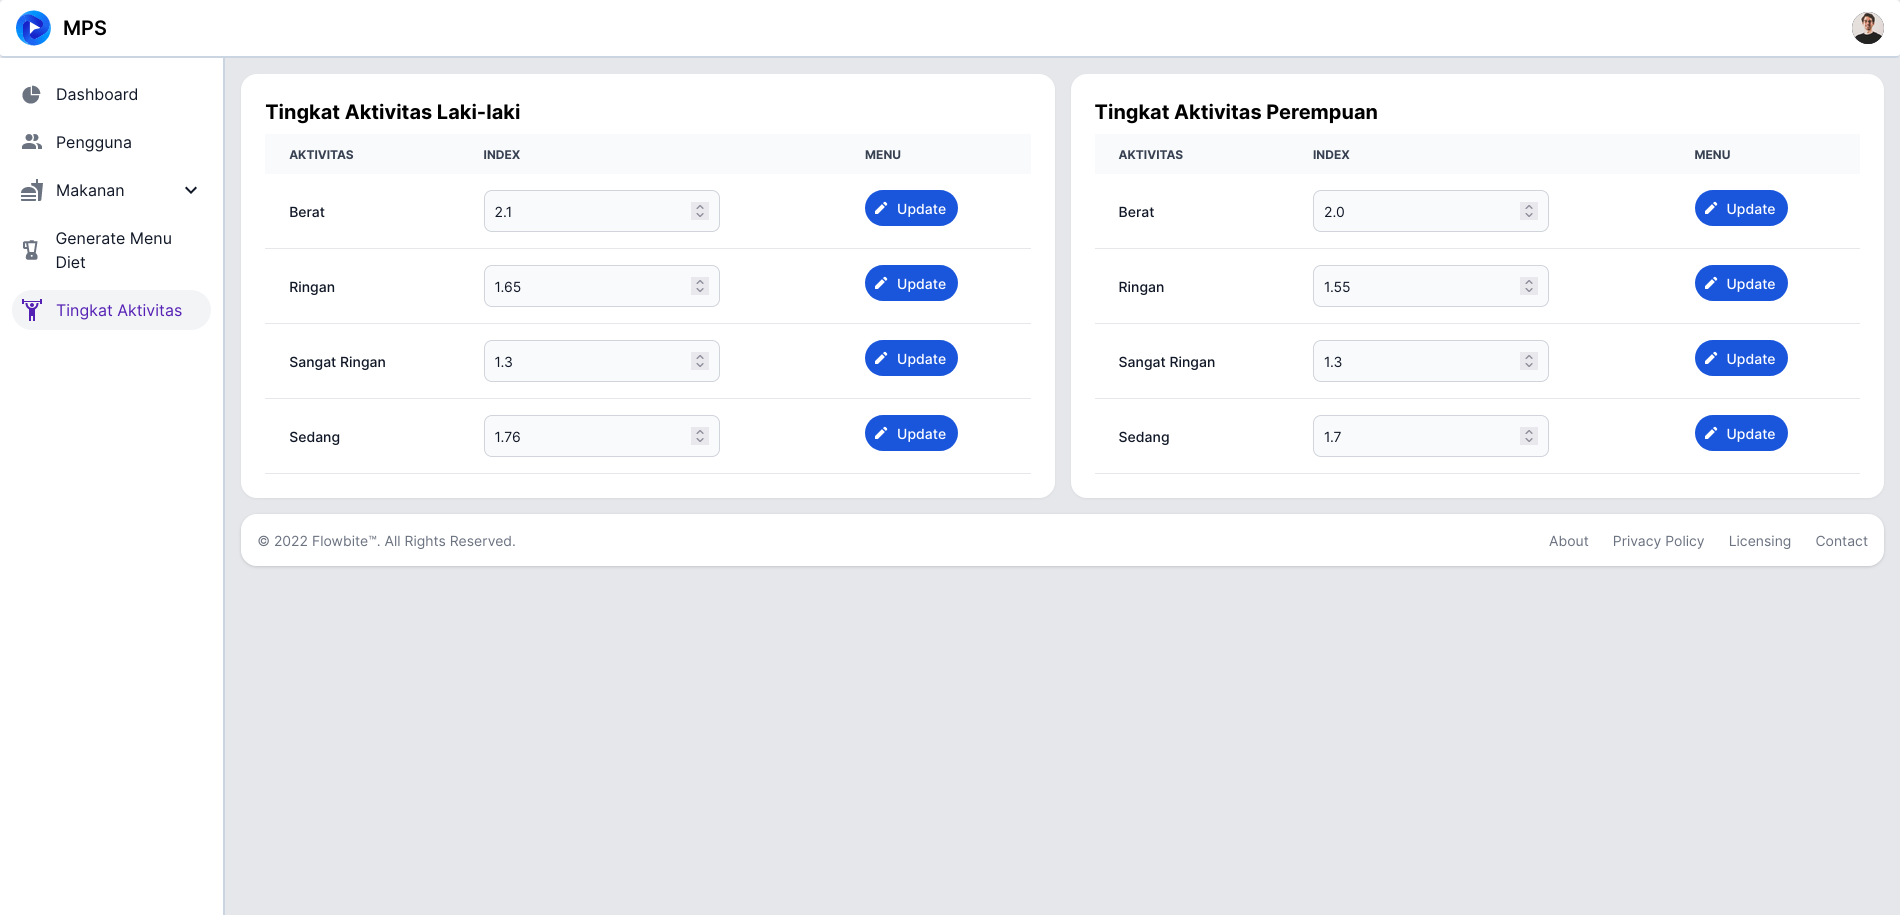 MPS
Dashboard
Pengguna
Makanan
Generate Menu
Diet
Tingkat Aktivitas
Tingkat Aktivitas Laki-laki
AKTIVITAS INDEX MENU
Berat 2.1 Update
Ringan 1.65 Update
Sangat Ringan 1.3 Update
Sedang 1.76 Update
Tingkat Aktivitas Perempuan
AKTIVITAS INDEX MENU
Berat 2.0 Update
Ringan 1.55 Update
Sangat Ringan 1.3 Update
Sedang 1.7 Update
© 2022 Flowbite™. All Rights Reserved.
About Privacy Policy Licensing Contact